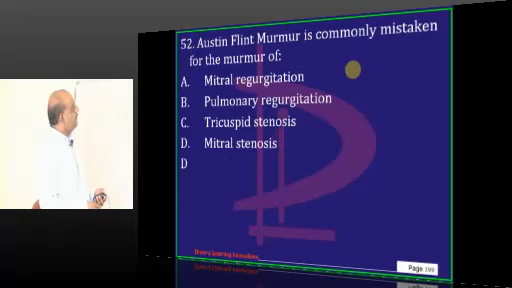 52. Austin Flint Murmur is commonly mistaken
for the murmur of:
A. Mitral regurgitation
B. Pulmonary regurgitation
C. Tricuspid stenosis
D. Mitral stenosis
D
Page 199